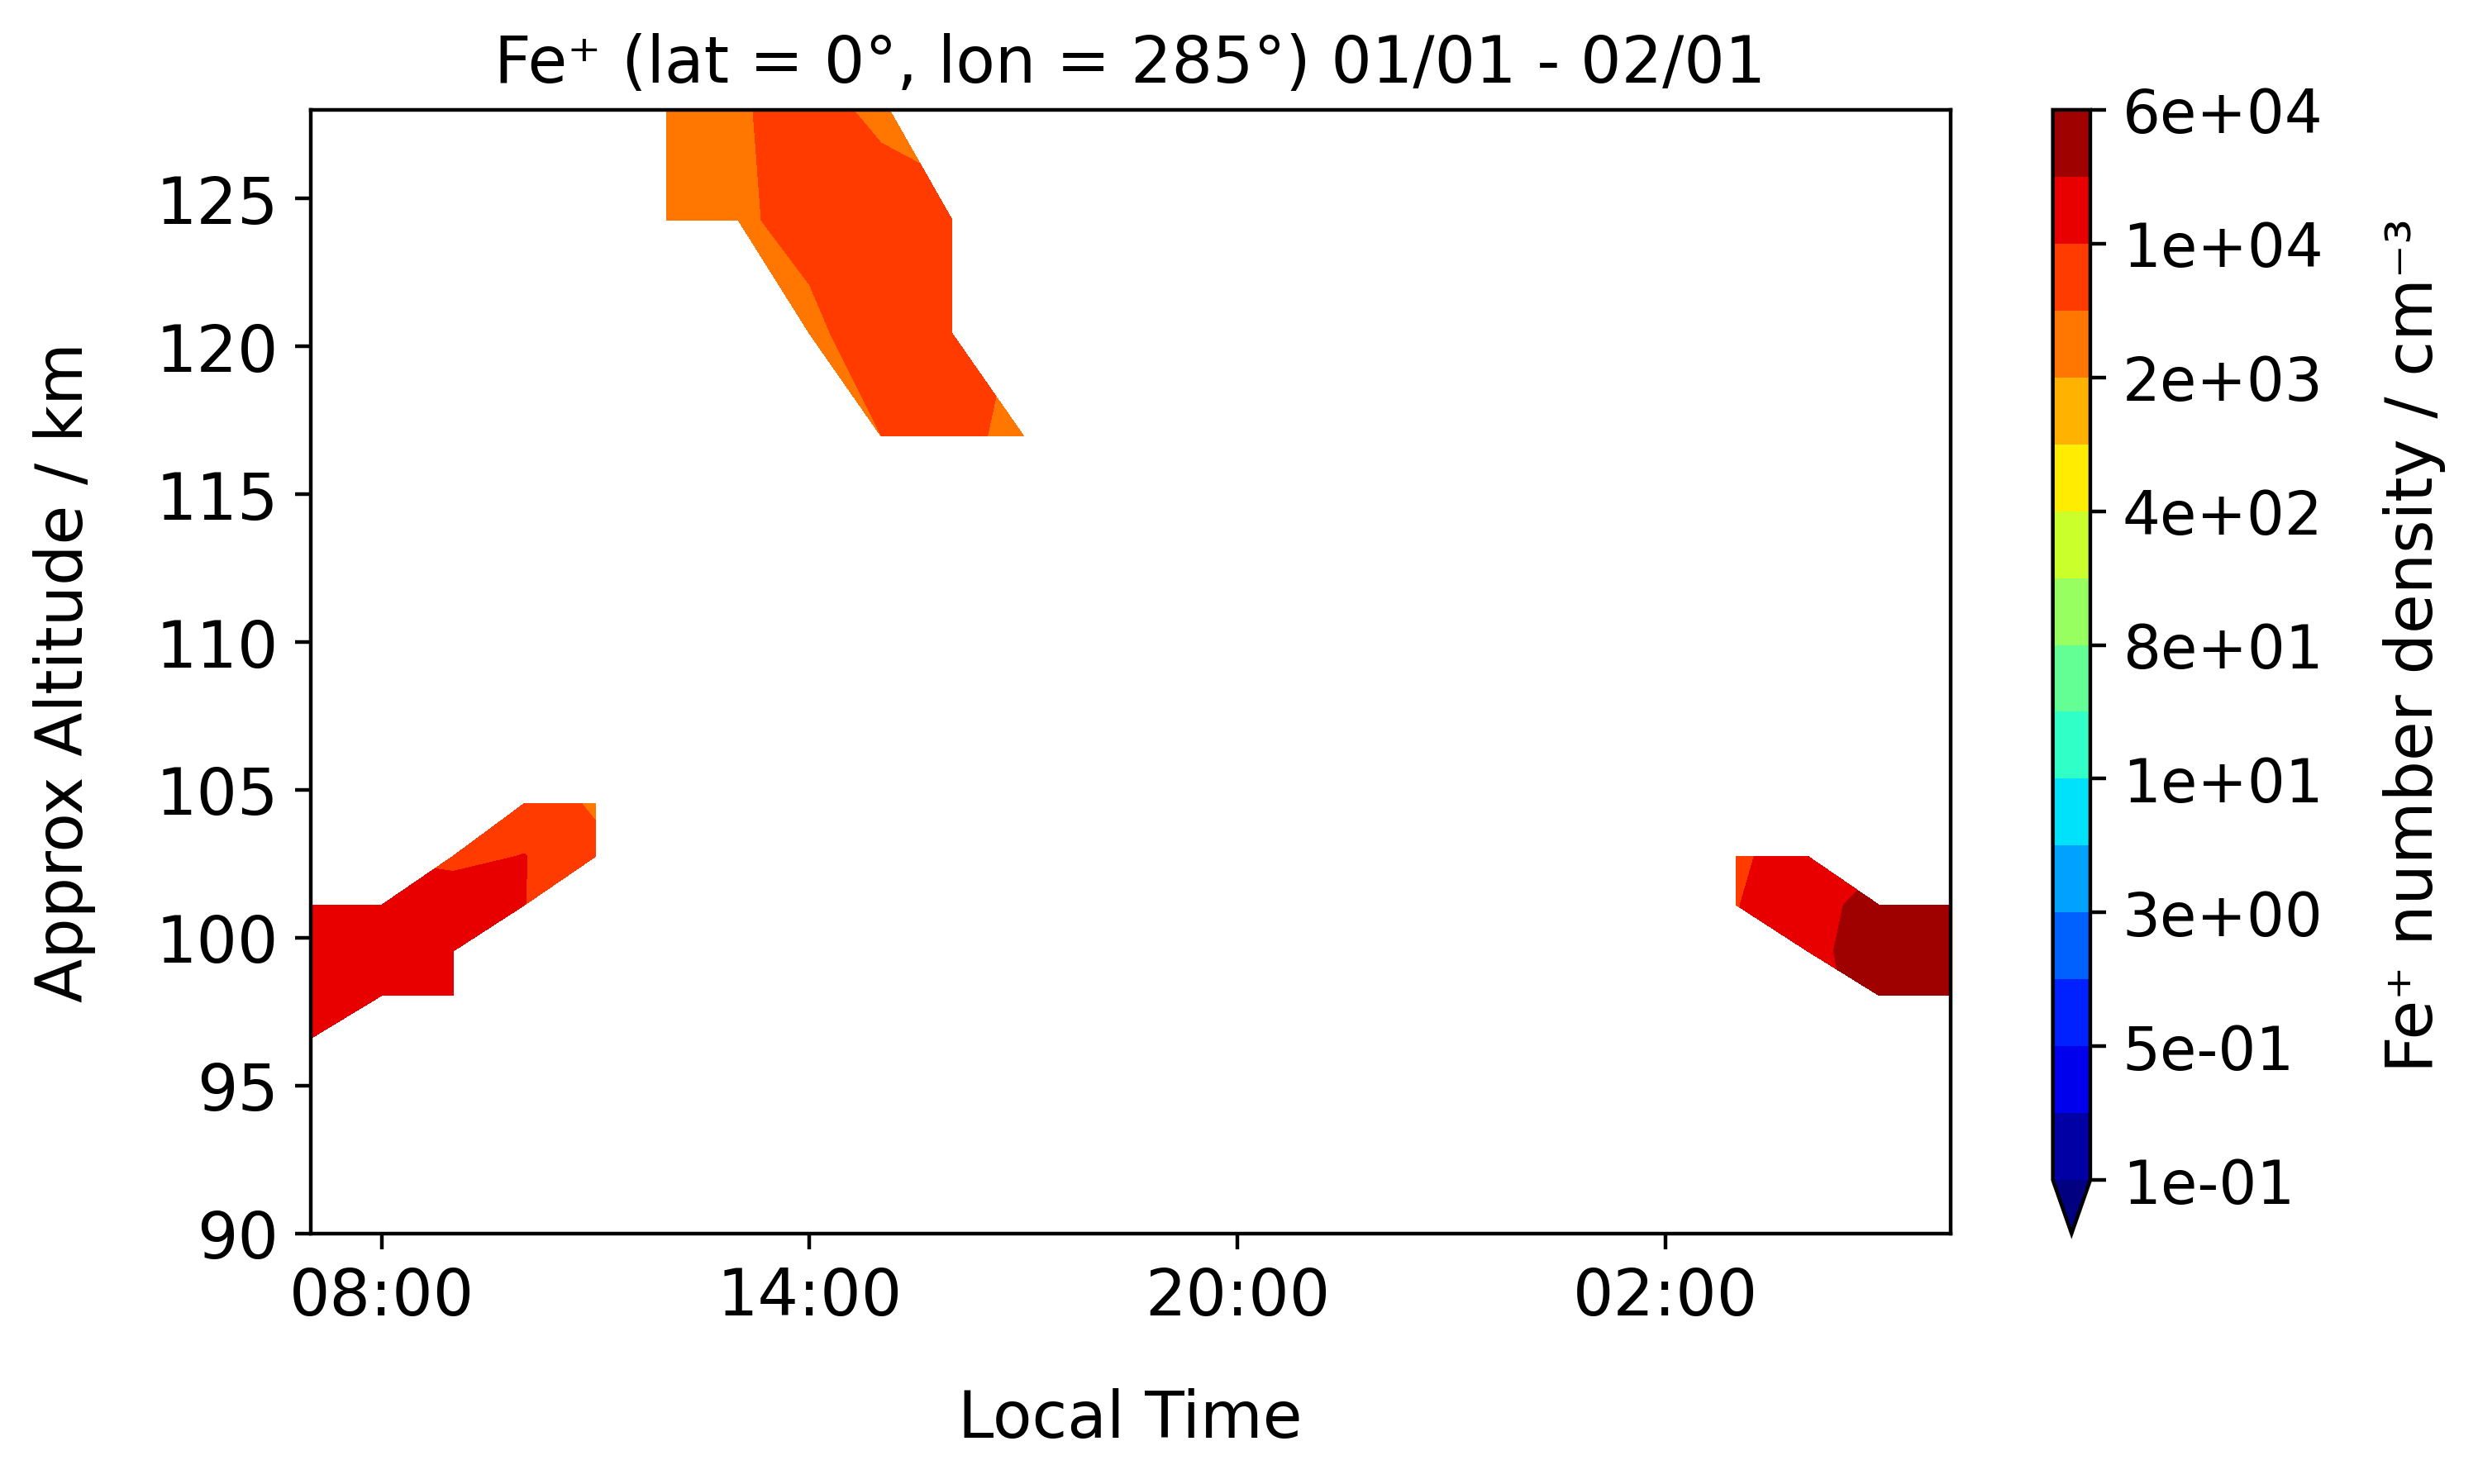 Fe⁺ (lat = 0°, lon = 285°) 01/01 - 02/01
Approx Altitude / km
125
120
115
110
105
100
95
90
08:00
14:00
20:00
02:00
Local Time
6e+04
1e+04
2e+03
4e+02
8e+01
1e+01
3e+00
5e-01
1e-01
Fe⁺ number density / cm⁻³